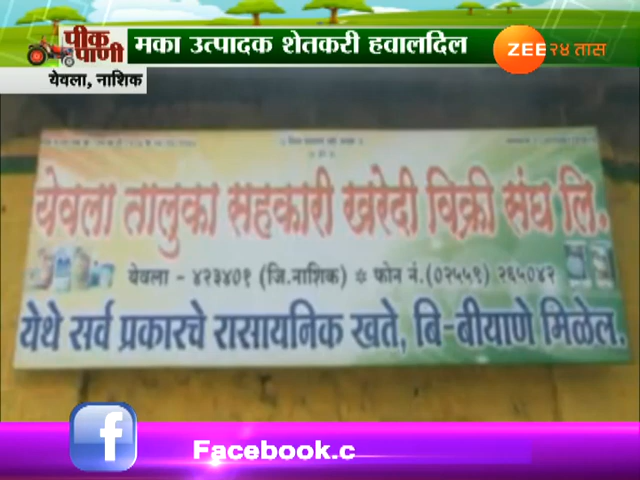 पीक पाणी
मका उत्पादक शेतकरी हवालदिल
ZEE २४ तास
येवला, नाशिक
येवला तालुका सहकारी खरेदी विक्री संघ लि.
येवला - ४२३४०१ (जि.नाशिक) फोन नं.(०२५५९) २६५०४२
येथे सर्व प्रकारचे रासायनिक खते, बि-बीयाणे मिळेल.
f
Facebook.c